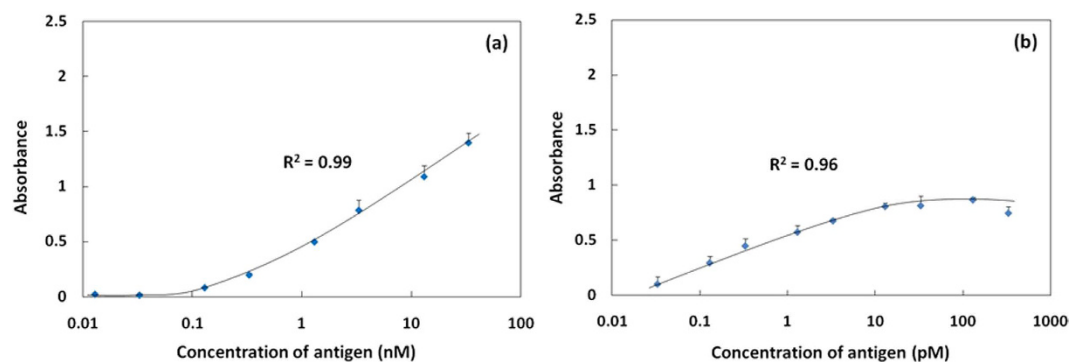 2.5
2
1.5
1
0.5
0
Absorbance
(a)
R² = 0.99
0.01 0.1 1 10 100
Concentration of antigen (nM)
2.5
2
1.5
1
0.5
0
Absorbance
(b)
R² = 0.96
0.01 0.1 1 10 100 1000
Concentration of antigen (pM)